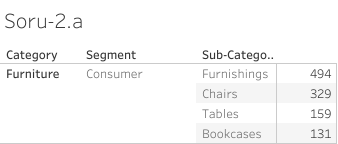 Soru-2.a
Category Segment Sub-Catego..
Furniture Consumer Furnishings 494
Chairs 329
Tables 159
Bookcases 131